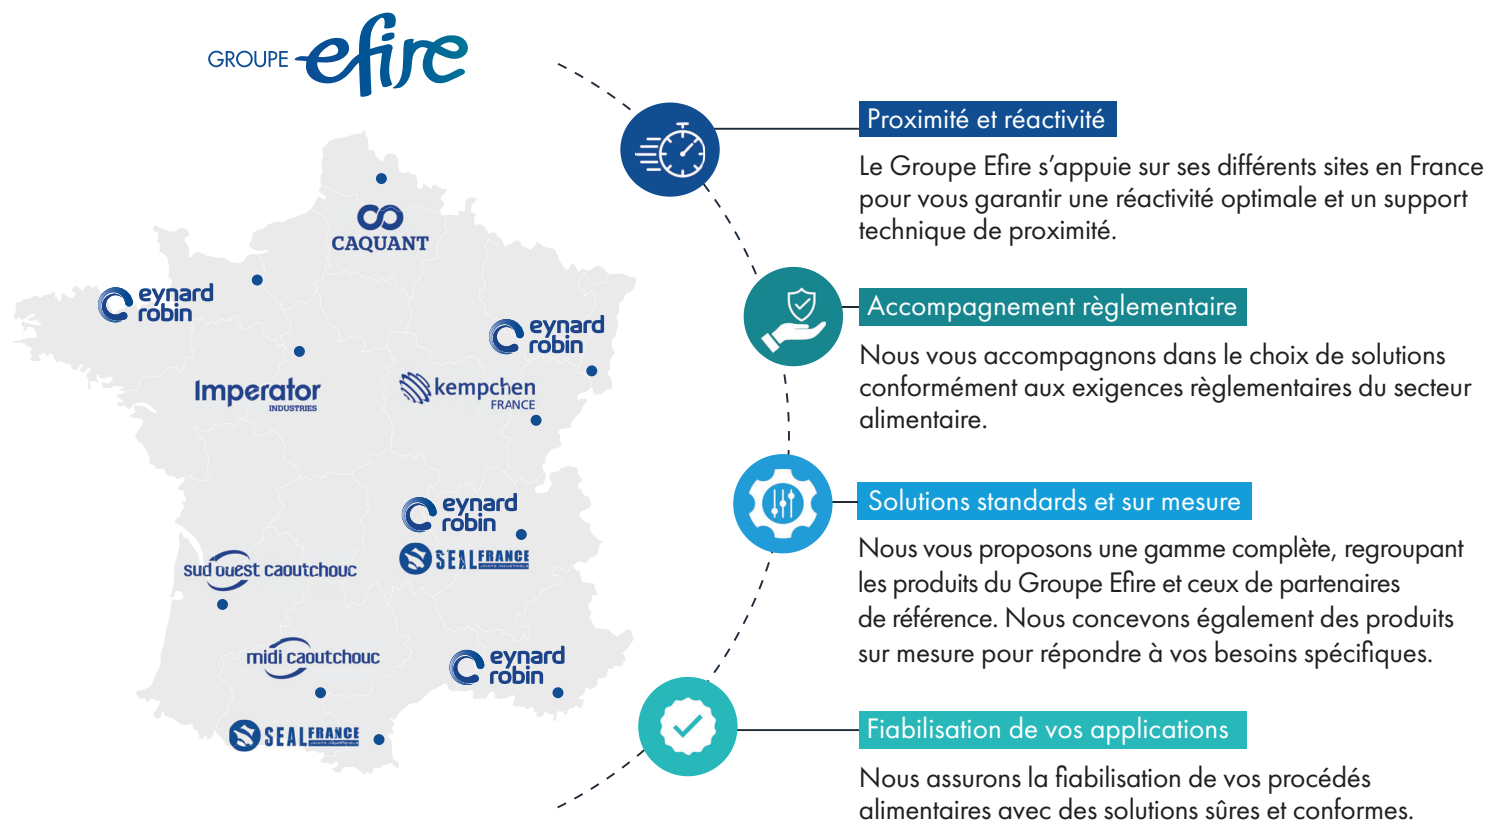 GROUPE efire
CAQUANT
eynard
robin
eynard
robin
Imperator
INDUSTRIES
kempchen
FRANCE
eynard
robin
SEAL FRANCE
JOINTS INDUSTRIELS
sud ouest caoutchouc
midi caoutchouc
eynard
robin
SEAL FRANCE
JOINTS INDUSTRIELS
Proximité et réactivité
Le Groupe Efire s’appuie sur ses différents sites en France
pour vous garantir une réactivité optimale et un support
technique de proximité.
Accompagnement règlementaire
Nous vous accompagnons dans le choix de solutions
conformément aux exigences règlementaires du secteur
alimentaire.
Solutions standards et sur mesure
Nous vous proposons une gamme complète, regroupant
les produits du Groupe Efire et ceux de partenaires
de référence. Nous concevons également des produits
sur mesure pour répondre à vos besoins spécifiques.
Fiabilisation de vos applications
Nous assurons la fiabilisation de vos procédés
alimentaires avec des solutions sûres et conformes.